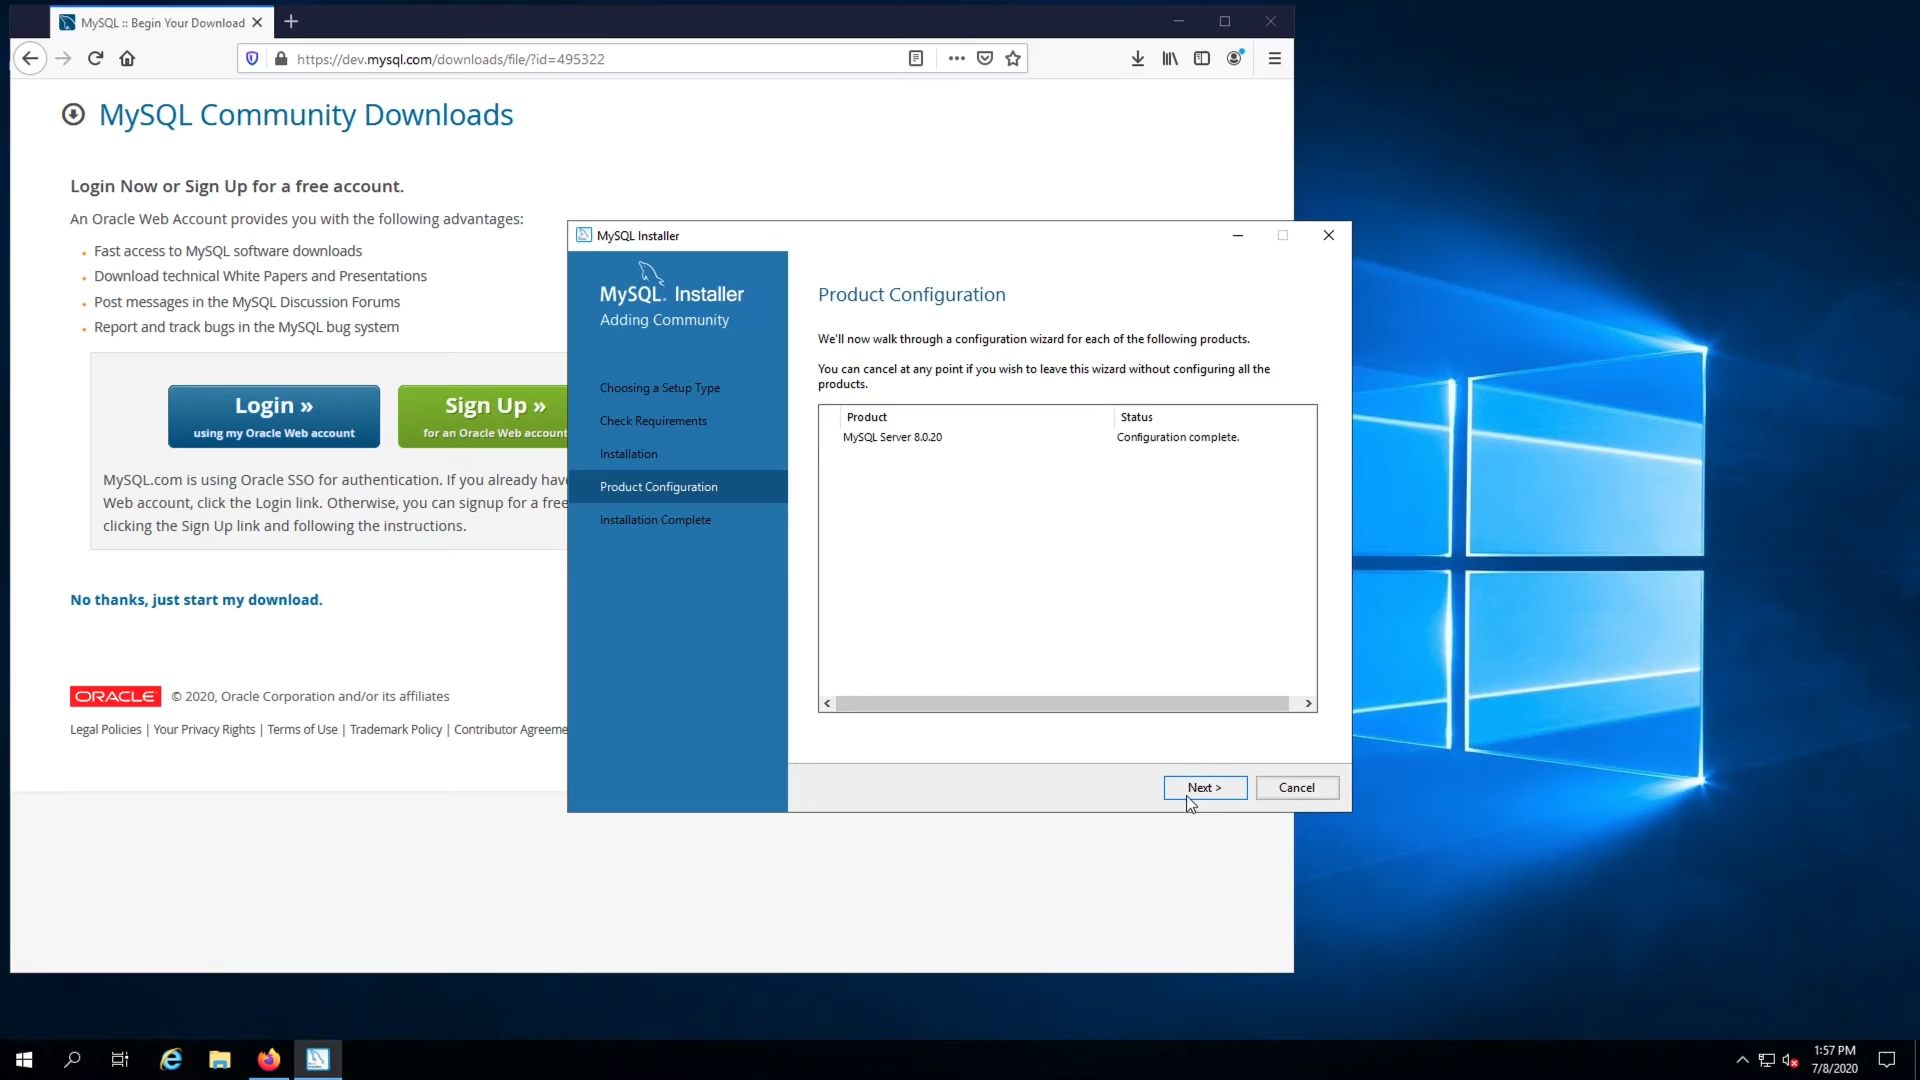 MySQL :: Begin Your Download
https://dev.mysql.com/downloads/file/?id=495322
MySQL Community Downloads
Login Now or Sign Up for a free account.
An Oracle Web Account provides you with the following advantages:
Fast access to MySQL software downloads
Download technical White Papers and Presentations
Post messages in the MySQL Discussion Forums
Report and track bugs in the MySQL bug system
Login »
using my Oracle Web account
Sign Up »
for an Oracle Web account
MySQL.com is using Oracle SSO for authentication. If you already have
Web account, click the Login link. Otherwise, you can signup for a free
clicking the Sign Up link and following the instructions.
No thanks, just start my download.
ORACLE © 2020, Oracle Corporation and/or its affiliates
Legal Policies | Your Privacy Rights | Terms of Use | Trademark Policy | Contributor Agreeme
MySQL Installer
MySQL. Installer
Adding Community
Choosing a Setup Type
Check Requirements
Installation
Product Configuration
Installation Complete
Product Configuration
We'll now walk through a configuration wizard for each of the following products.
You can cancel at any point if you wish to leave this wizard without configuring all the
products.
Product Status
MySQL Server 8.0.20 Configuration complete.
Next > Cancel
1:57 PM
7/8/2020